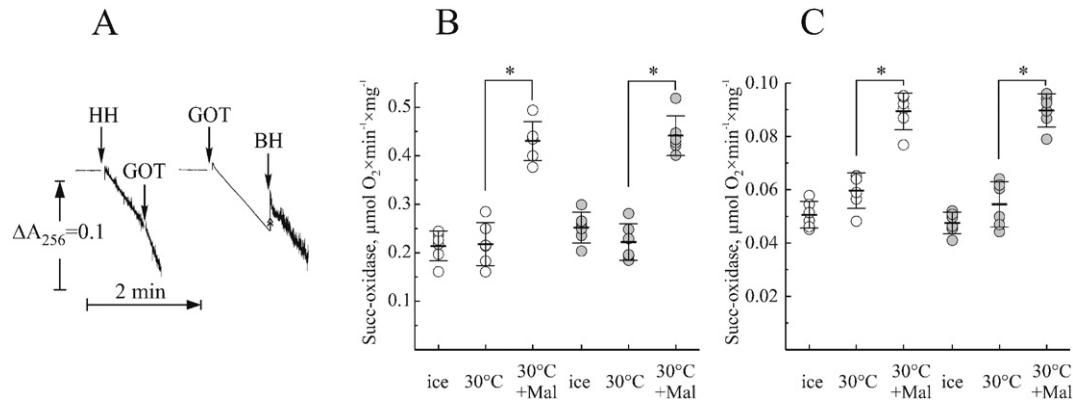 A
HH
GOT
GOT
BH
ΔA256=0.1
2 min
B
Succ-oxidase, μmol O2×min-1×mg-1
0.5
0.4
0.3
0.2
0.1
*
*
ice
30°C
30°C
+Mal
ice
30°C
30°C
+Mal
C
Succ-oxidase, μmol O2×min-1×mg-1
0.10
0.08
0.06
0.04
0.02
*
*
ice
30°C
30°C
+Mal
ice
30°C
30°C
+Mal